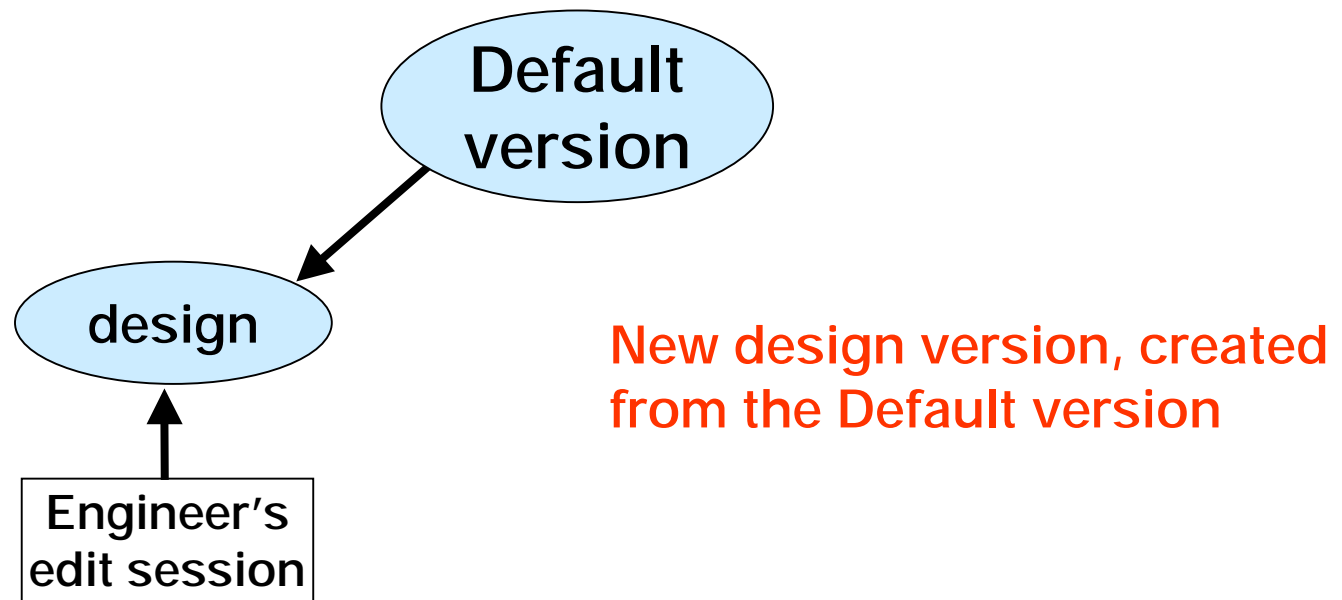 Default
version
design
New design version, created
from the Default version
Engineer's
edit session